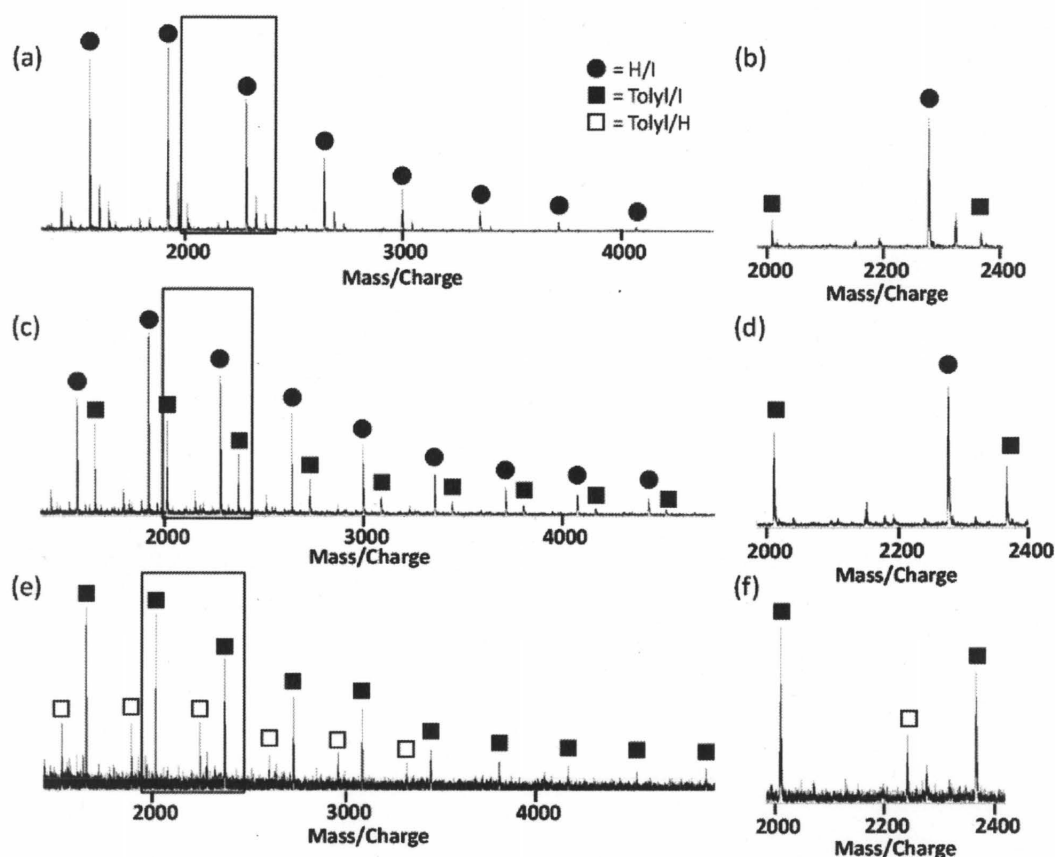 (a)
● = H/I
■ = Tolyl/I
□ = Tolyl/H
2000 3000 4000
Mass/Charge
(b)
2000 2200 2400
Mass/Charge
(c)
2000 3000 4000
Mass/Charge
(d)
2000 2200 2400
Mass/Charge
(e)
2000 3000 4000
Mass/Charge
(f)
2000 2200 2400
Mass/Charge